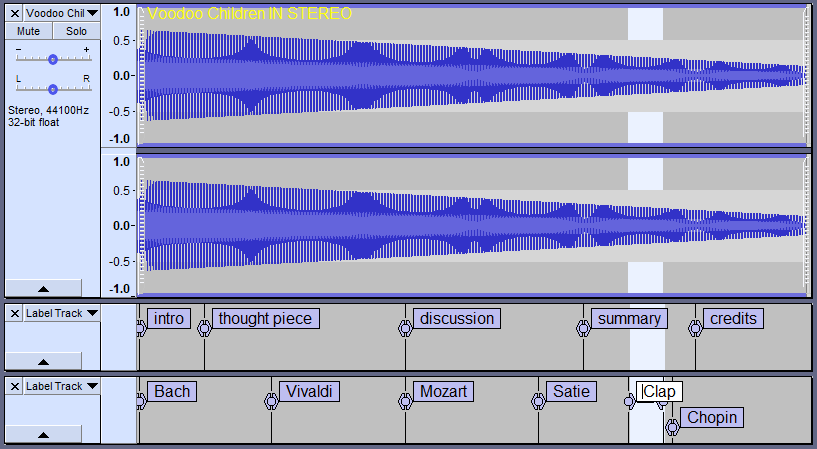 Voodoo Chil
Mute Solo
- +
L R
Stereo, 44100Hz
32-bit float
Voodoo Children IN STEREO
1.0
0.5
0.0
-0.5
-1.0
1.0
0.5
0.0
-0.5
-1.0
Label Track
intro thought piece discussion summary credits
Label Track
Bach Vivaldi Mozart Satie Clap
Chopin